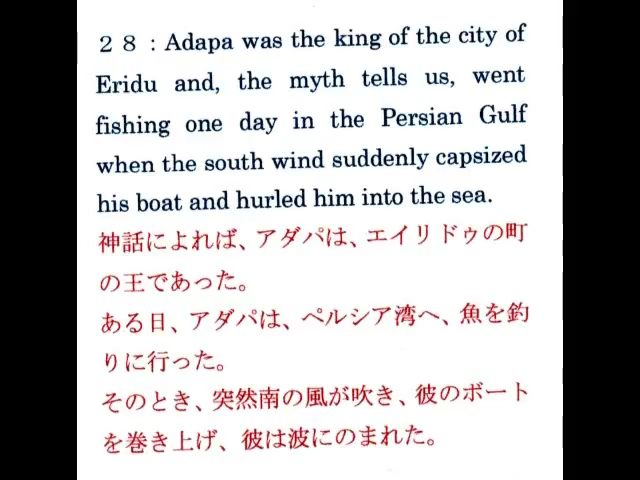 ２８：Adapa was the king of the city of
Eridu and, the myth tells us, went
fishing one day in the Persian Gulf
when the south wind suddenly capsized
his boat and hurled him into the sea.
神話によれば、アダパは、エイリドゥの町
の王であった。
ある日、アダパは、ペルシア湾へ、魚を釣
りに行った。
そのとき、突然南の風が吹き、彼のボート
を巻き上げ、彼は波にのまれた。